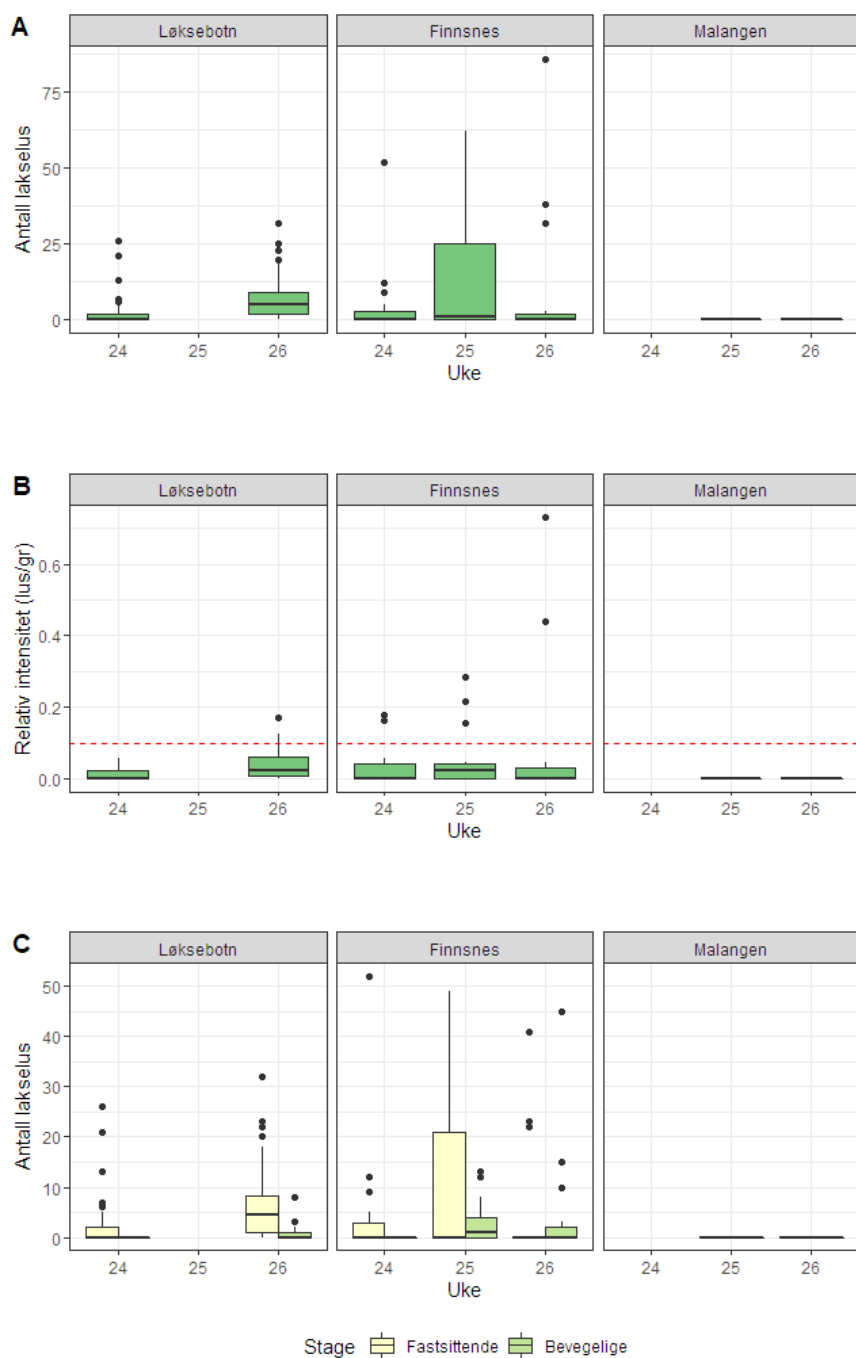 A
Løksebotn Finnsnes Malangen
Antall lakselus
75
50
25
0
24 25 26 24 25 26 24 25 26
Uke
B
Løksebotn Finnsnes Malangen
Relativ intensitet (lus/gr)
0.6
0.4
0.2
0.0
24 25 26 24 25 26 24 25 26
Uke
C
Løksebotn Finnsnes Malangen
Antall lakselus
50
40
30
20
10
0
24 25 26 24 25 26 24 25 26
Uke
Stage Fastsittende Bevegelige